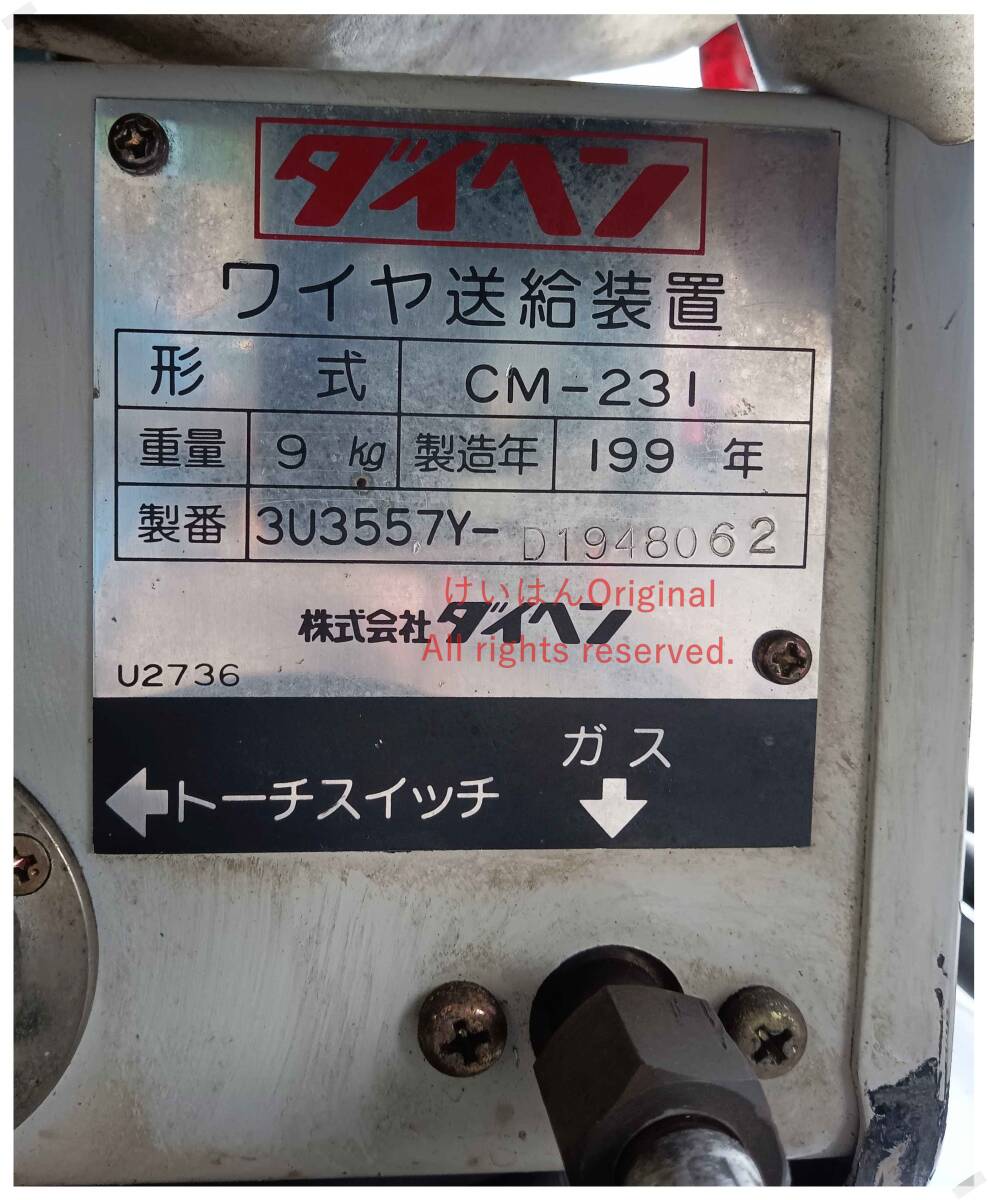 ダイヘン
ワイヤ送給装置
形式 CM-231
重量 9 kg 製造年 199 年
製番 3U3557Y- D1948062
けいはんOriginal
株式会社ダイヘン
All rights reserved.
U2736
ガス
トーチスイッチ